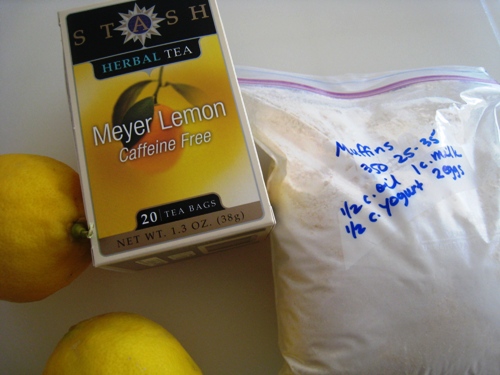 STASH
HERBAL TEA
Meyer Lemon
Caffeine Free
20 TEA BAGS
NET WT. 1.3 OZ. (38g)
Muffins
350 - 25-35
1/2 c. oil 1 c. milk
1/2 c. yogurt 2 eggs